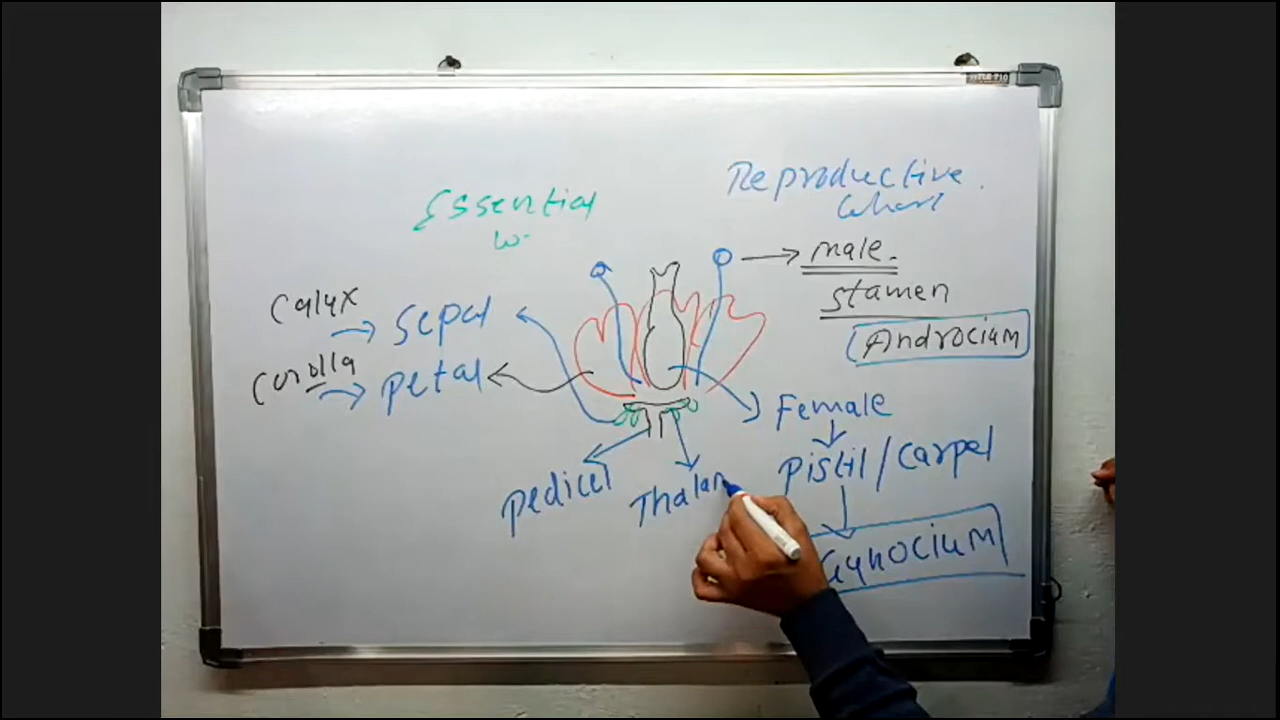 Reproductive.
whorl
Essential
w-
male.
stamen
Androcium
Calyx
sepal
Corolla
petal
Female
Pistil/carpel
pedicel
Thalam
Gynocium